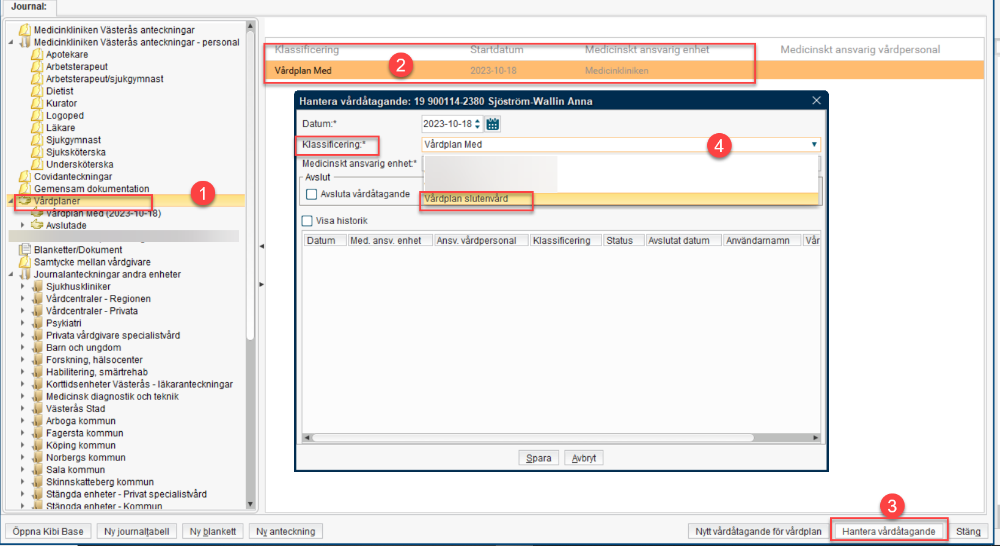 Journal:
Medicinkliniken Västerås anteckningar
Medicinkliniken Västerås anteckningar - personal
Apotekare
Arbetsterapeut
Arbetsterapeut/sjukgymnast
Dietist
Kurator
Logoped
Läkare
Sjukgymnast
Sjuksköterska
Undersköterska
Covidanteckningar
Gemensam dokumentation
Vårdplaner
1
Vårdplan Med (2023-10-18)
Avslutade
Blanketter/Dokument
Samtycke mellan vårdgivare
Journalanteckningar andra enheter
Sjukhuskliniker
Vårdcentraler - Regionen
Vårdcentraler - Privata
Psykiatri
Privata vårdgivare specialistvård
Barn och ungdom
Forskning, hälsocenter
Habilitering, smärtrehab
Korttidsenheter Västerås - läkaranteckningar
Medicinsk diagnostik och teknik
Västerås Stad
Arboga kommun
Fagersta kommun
Köping kommun
Norbergs kommun
Sala kommun
Skinnskatteberg kommun
Stängda enheter - Privat specialistvård
Stängda enheter - Kommun
Klassificering Startdatum Medicinskt ansvarig enhet Medicinskt ansvarig vårdpersonal
2
Vårdplan Med 2023-10-18 Medicinkliniken
Hantera vårdåtagande: 19 900114-2380 Sjöström-Wallin Anna
Datum:* 2023-10-18
Klassificering:* Vårdplan Med
4
Medicinskt ansvarig enhet:*
Avslut
Avsluta vårdåtagande
Vårdplan slutenvård
Visa historik
Datum Med. ansv. enhet Ansv. vårdpersonal Klassificering Status Avslutat datum Användarnamn Vår
Spara Avbryt
3
Öppna Kibi Base Ny journaltabell Ny blankett Ny anteckning Nytt vårdåtagande för vårdplan Hantera vårdåtagande Stäng